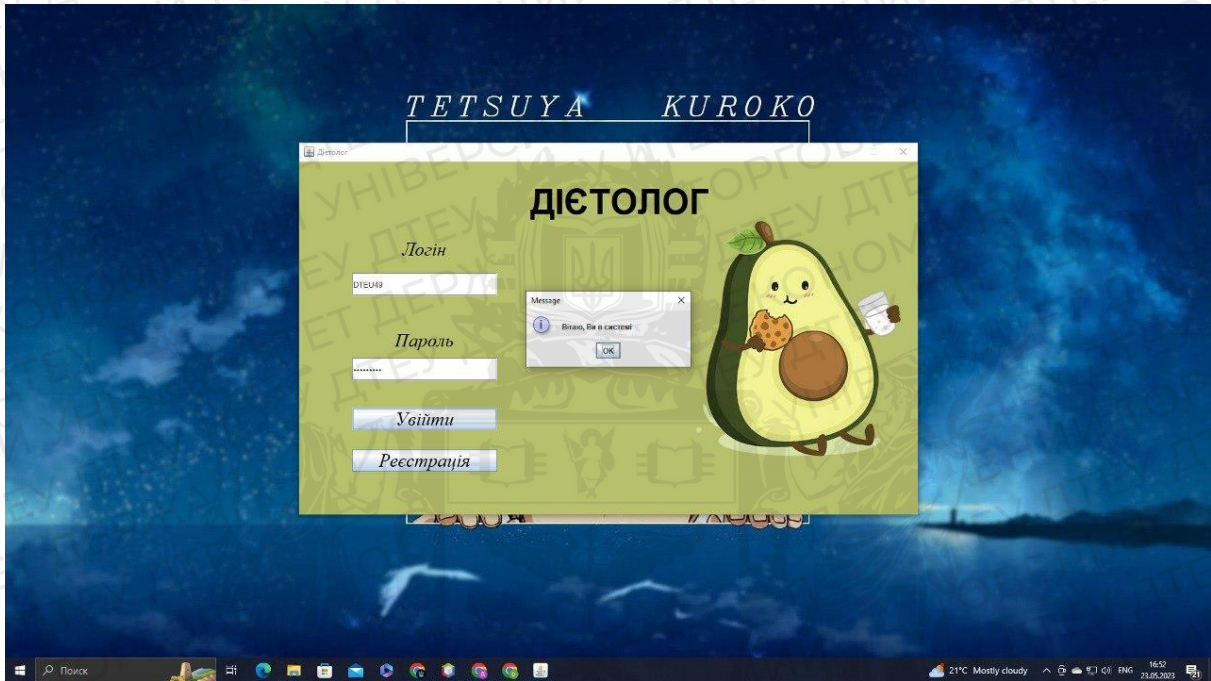 TETSUYA KUROKO
Дієтолог
ДІЄТОЛОГ
Логін
DTEU49
Message
Вітаю, Ви в системі
OK
Пароль
•••••••••
Увійти
Реєстрація
Поиск
21°C Mostly cloudy
ENG
16:52
23.05.2023